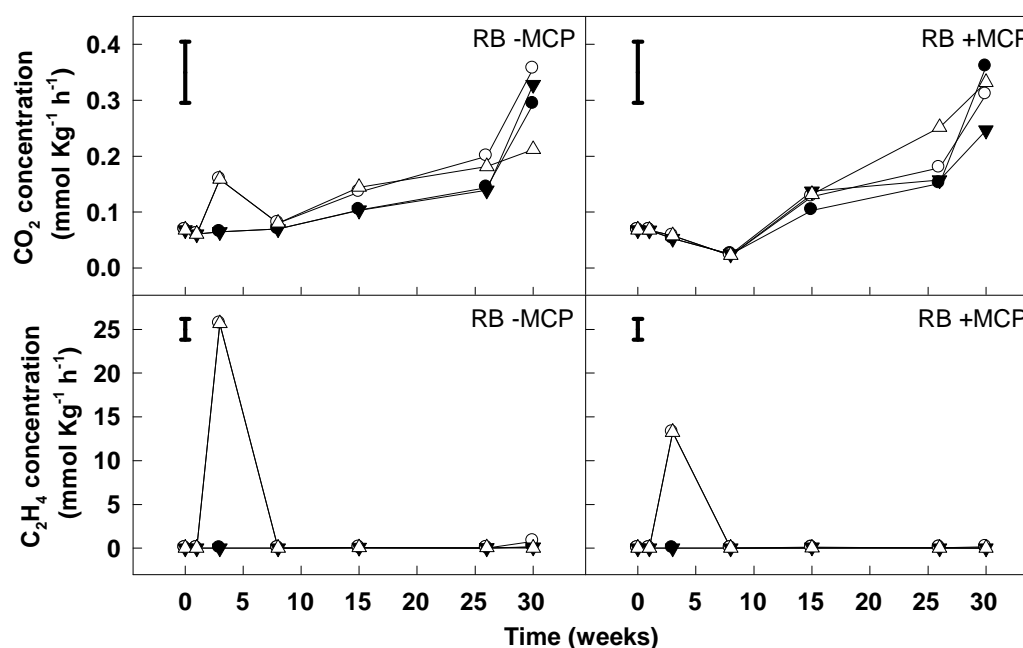 RB -MCP
RB +MCP
CO₂ concentration
(mmol Kg⁻¹ h⁻¹)
0.4
0.3
0.2
0.1
0.0
RB -MCP
RB +MCP
C₂H₄ concentration
(mmol Kg⁻¹ h⁻¹)
25
20
15
10
5
0
0 5 10 15 20 25 30 0 5 10 15 20 25 30
Time (weeks)